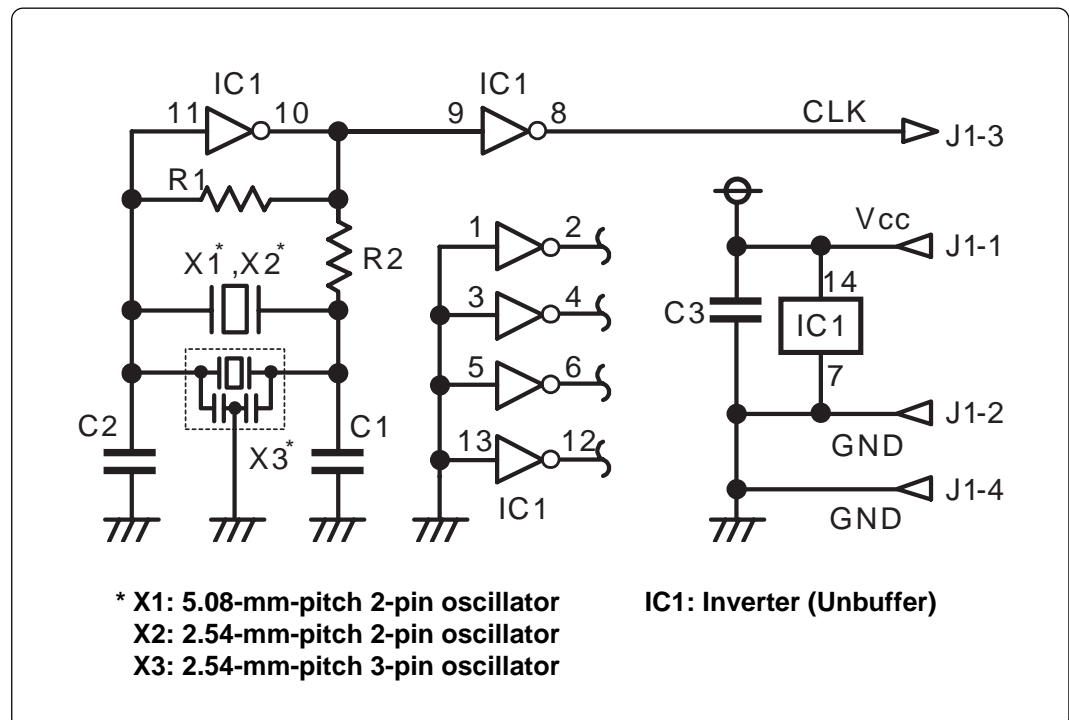 IC1
11 10
IC1
9 8
CLK
J1-3
R1
R2
X1*,X2*
C2
X3*
C1
1 2
3 4
5 6
13 12
IC1
Vcc
J1-1
14
C3
IC1
7
J1-2
GND
J1-4
GND
* X1: 5.08-mm-pitch 2-pin oscillator
X2: 2.54-mm-pitch 2-pin oscillator
X3: 2.54-mm-pitch 3-pin oscillator
IC1: Inverter (Unbuffer)